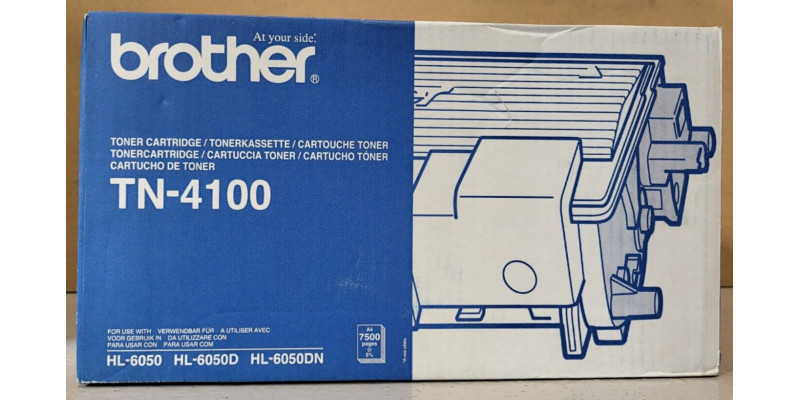 At your side.
brother®
TONER CARTRIDGE / TONERKASSETTE / CARTOUCHE TONER
TONERCARTRIDGE / CARTUCCIA TONER / CARTUCHO TÓNER
CARTUCHO DE TONER
TN-4100
FOR USE WITH VERWENDBAR FÜR A UTILISER AVEC
VOOR GEBRUIK IN DA UTILIZZARE CON
PARA USAR CON PARA USAR COM
HL-6050 HL-6050D HL-6050DN
A4
7500
pages
@
5%